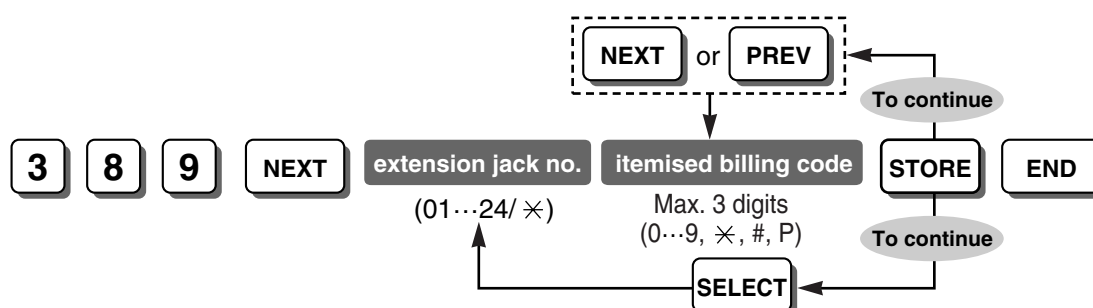 NEXT or PREV
To continue
3 8 9 NEXT extension jack no. itemised billing code STORE END
(01···24/ ✳) Max. 3 digits
(0···9, ✳, #, P)
To continue
SELECT